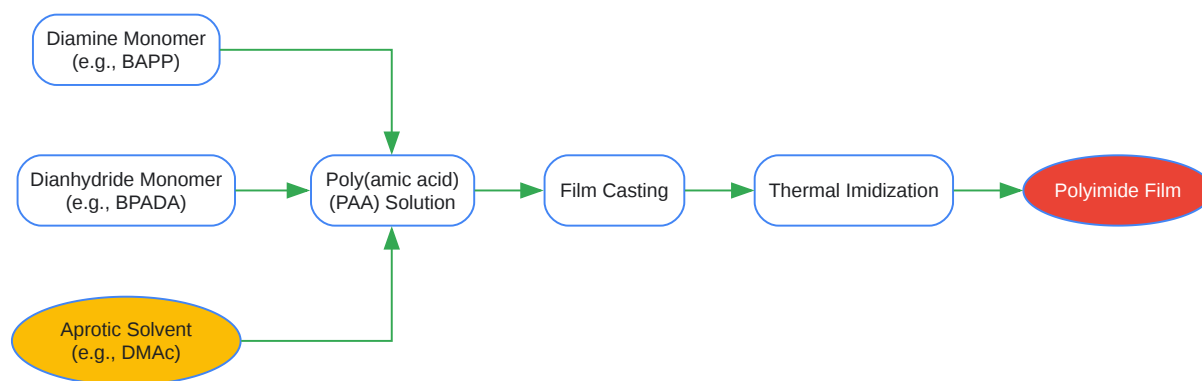 Diamine Monomer
(e.g., BAPP)
Dianhydride Monomer
(e.g., BPADA)
Poly(amic acid)
(PAA) Solution
Film Casting
Thermal Imidization
Polyimide Film
Aprotic Solvent
(e.g., DMAc)